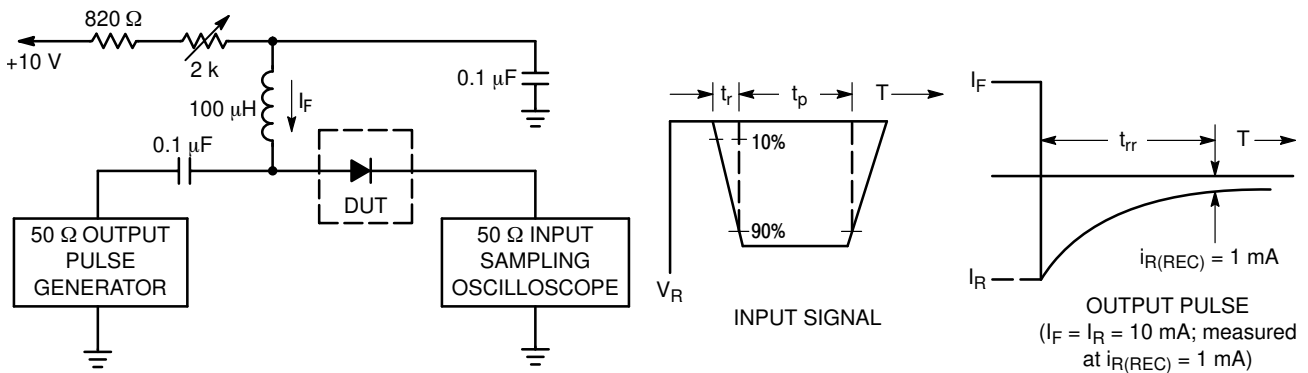 820 Ω
+10 V
2 k
100 μH
I_F
0.1 μF
0.1 μF
DUT
50 Ω OUTPUT
PULSE
GENERATOR
50 Ω INPUT
SAMPLING
OSCILLOSCOPE
t_r
t_p
T
10%
90%
V_R
INPUT SIGNAL
I_F
t_rr
T
I_R
i_R(REC) = 1 mA
OUTPUT PULSE
(I_F = I_R = 10 mA; measured
at i_R(REC) = 1 mA)